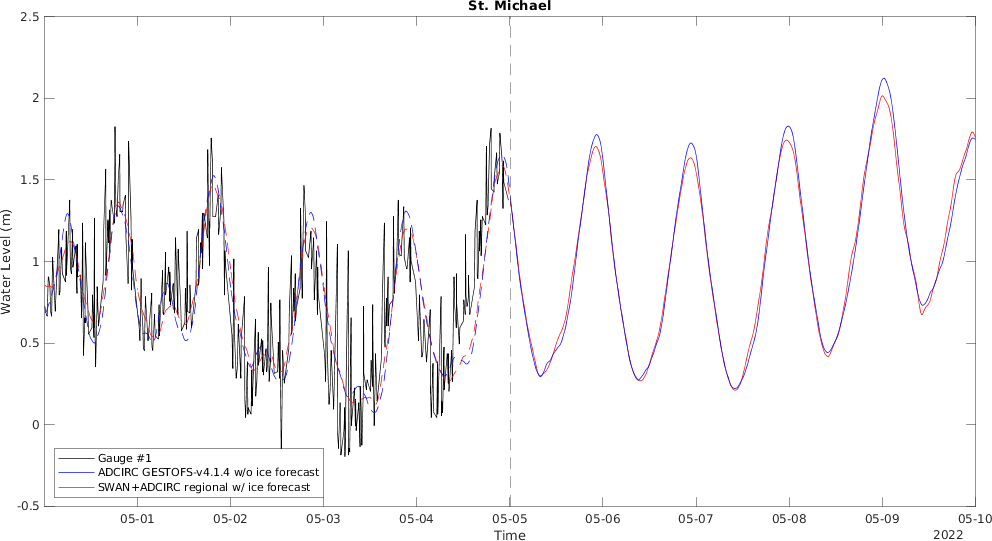 St. Michael
2.5
2
1.5
1
0.5
0
-0.5
Water Level (m)
Gauge #1
ADCIRC GESTOFS-v4.1.4 w/o ice forecast
SWAN+ADCIRC regional w/ ice forecast
05-01 05-02 05-03 05-04 05-05 05-06 05-07 05-08 05-09 05-10
Time
2022